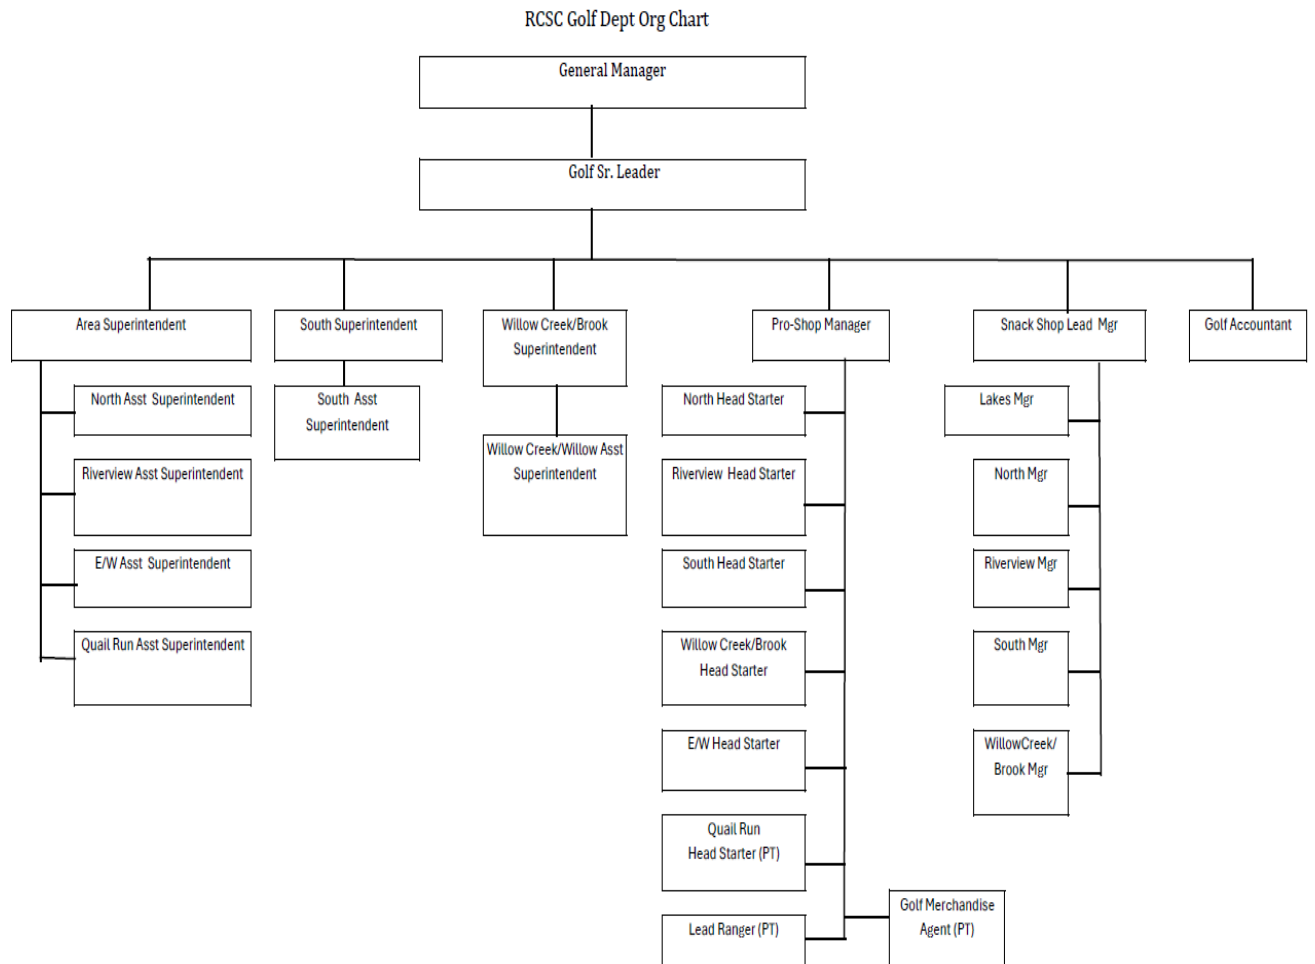 RCSC Golf Dept Org Chart
General Manager
Golf Sr. Leader
Area Superintendent
South Superintendent
Willow Creek/Brook
Superintendent
Pro-Shop Manager
Snack Shop Lead Mgr
Golf Accountant
North Asst Superintendent
Riverview Asst Superintendent
E/W Asst Superintendent
Quail Run Asst Superintendent
South Asst
Superintendent
Willow Creek/Willow Asst
Superintendent
North Head Starter
Riverview Head Starter
South Head Starter
Willow Creek/Brook
Head Starter
E/W Head Starter
Quail Run
Head Starter (PT)
Lead Ranger (PT)
Golf Merchandise
Agent (PT)
Lakes Mgr
North Mgr
Riverview Mgr
South Mgr
WillowCreek/
Brook Mgr